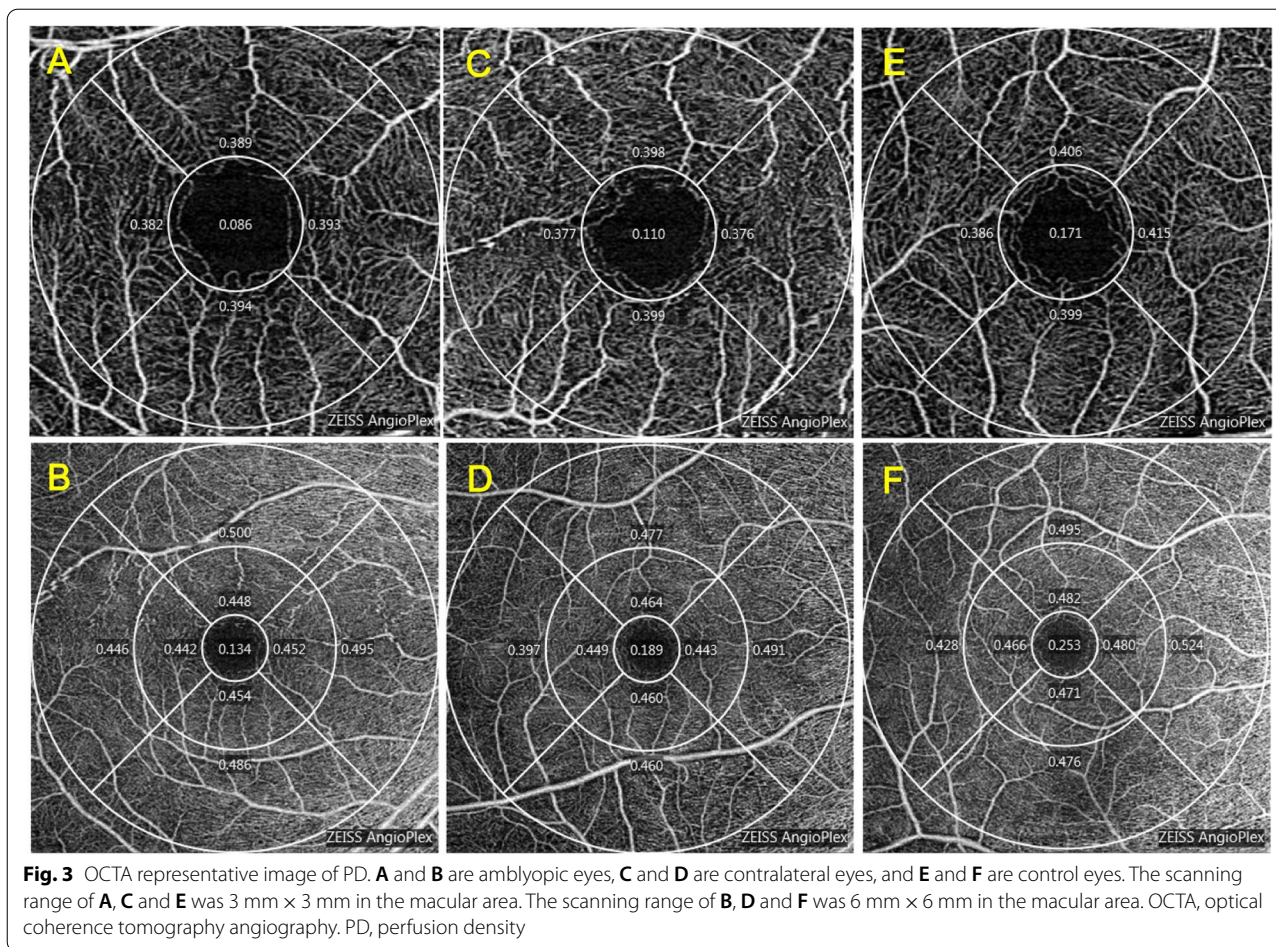 A
0.389
0.382 0.086 0.393
0.394
ZEISS AngioPlex
C
0.398
0.377 0.110 0.376
0.399
ZEISS AngioPlex
E
0.406
0.386 0.171 0.415
0.399
ZEISS AngioPlex
B
0.500
0.448
0.446 0.442 0.134 0.452 0.495
0.454
0.486
ZEISS AngioPlex
D
0.477
0.464
0.397 0.449 0.189 0.443 0.491
0.460
0.460
ZEISS AngioPlex
F
0.495
0.482
0.428 0.466 0.253 0.480 0.524
0.471
0.476
ZEISS AngioPlex
Fig. 3 OCTA representative image of PD. A and B are amblyopic eyes, C and D are contralateral eyes, and E and F are control eyes. The scanning
range of A, C and E was 3 mm × 3 mm in the macular area. The scanning range of B, D and F was 6 mm × 6 mm in the macular area. OCTA, optical
coherence tomography angiography. PD, perfusion density